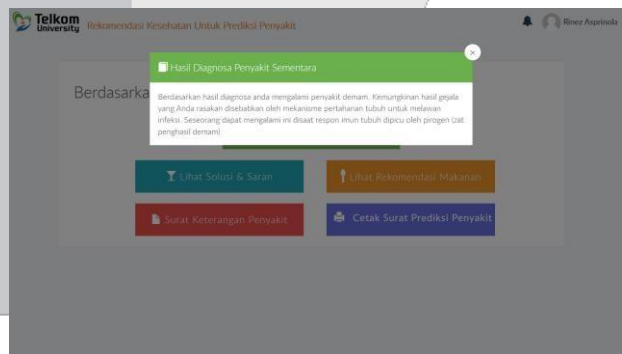 Telkom
University
Rekomendasi Kesehatan Untuk Prediksi Penyakit
Rinez Asprinola
Hasil Diagnosa Penyakit Sementara
Berdasarka
Berdasarkan hasil diagnosa anda mengalami penyakit demam. Kemungkinan hasil gejala
yang Anda rasakan disebabkan oleh mekanisme pertahanan tubuh untuk melawan
infeksi. Seseorang dapat mengalami ini disaat respon imun tubuh dipicu oleh pirogen (zat
penghasil demam)
Lihat Solusi & Saran
Lihat Rekomendasi Makanan
Surat Keterangan Penyakit
Cetak Surat Prediksi Penyakit